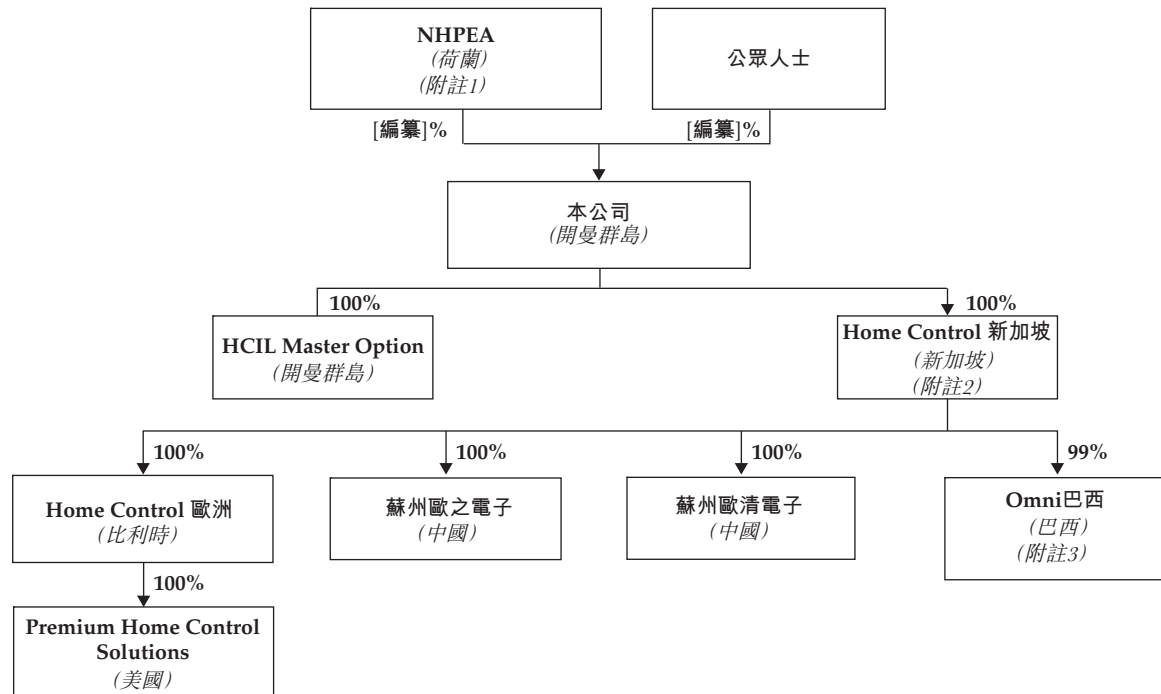 NHPEA
(荷蘭)
(附註1)
公眾人士
[編纂]%
[編纂]%
本公司
(開曼群島)
100%
100%
HCIL Master Option
(開曼群島)
Home Control 新加坡
(新加坡)
(附註2)
100%
100%
100%
99%
Home Control 歐洲
(比利時)
蘇州歐之電子
(中國)
蘇州歐清電子
(中國)
Omni巴西
(巴西)
(附註3)
100%
Premium Home Control
Solutions
(美國)